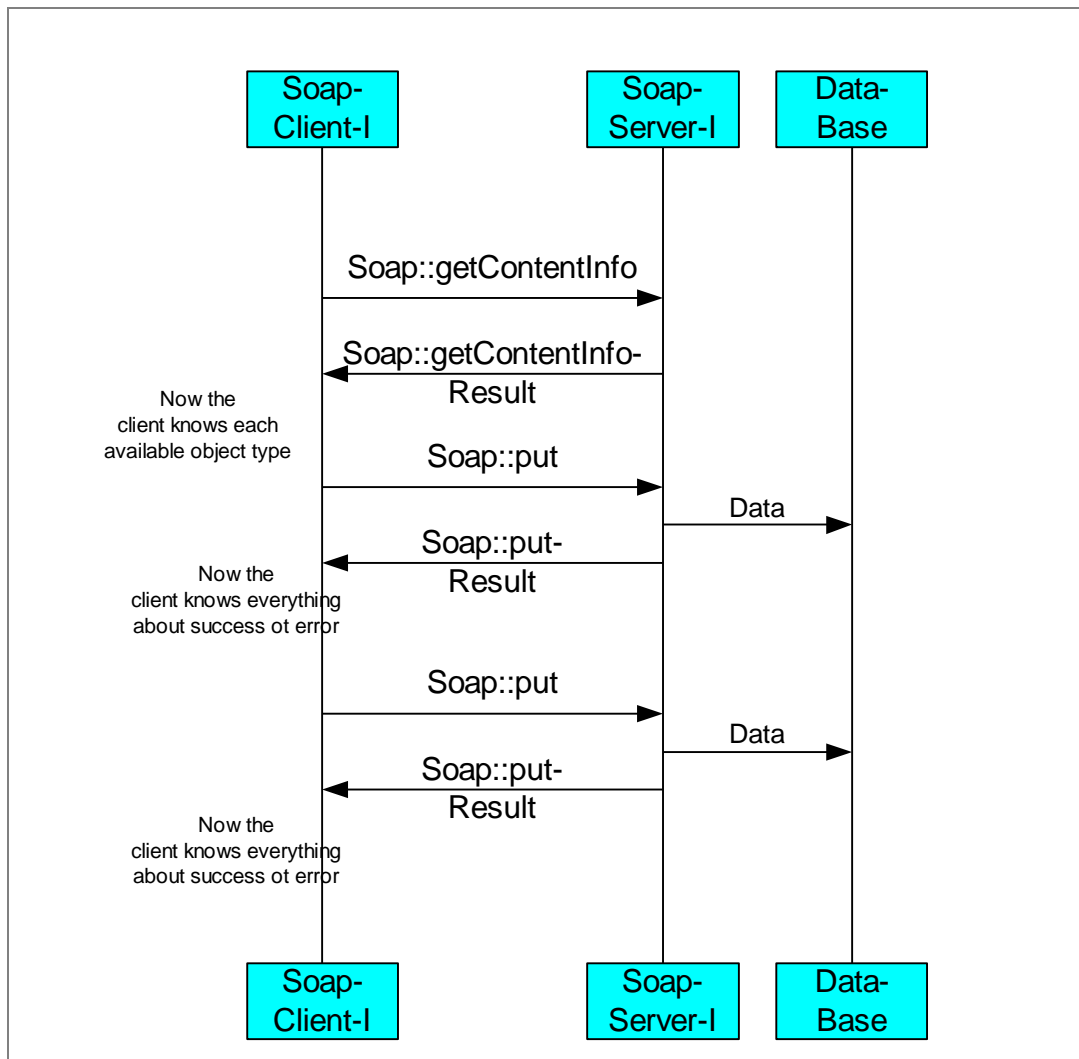 Soap-
Client-I
Soap-
Server-I
Data-
Base
Soap::getContentInfo
Soap::getContentInfo-
Result
Now the
client knows each
available object type
Soap::put
Data
Soap::put-
Result
Now the
client knows everything
about success ot error
Soap::put
Data
Soap::put-
Result
Now the
client knows everything
about success ot error
Soap-
Client-I
Soap-
Server-I
Data-
Base